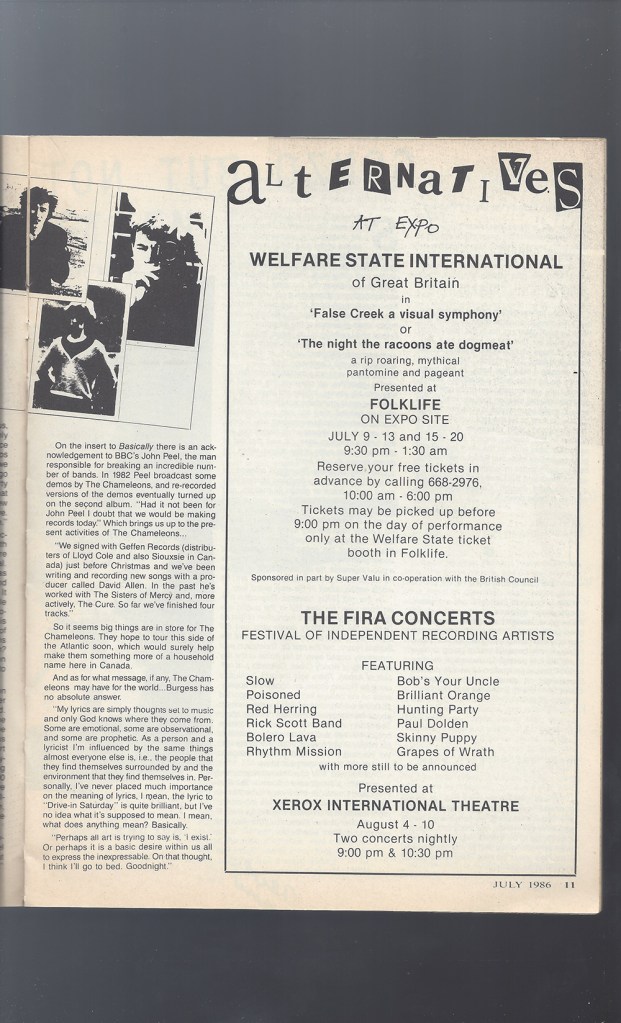 On the insert to Basically there is an ack-
nowledgement to BBC's John Peel, the man
responsible for breaking an incredible num-
ber of bands. In 1982 Peel broadcast some
demos by The Chameleons, and re-recorded
versions of the demos eventually turned up
on the second album. "Had it not been for
John Peel I doubt that we would be making
records today." Which brings us up to the pre-
sent activities of The Chameleons...
"We signed with Geffen Records (distribu-
ters of Lloyd Cole and also Siouxsie in Can-
ada) just before Christmas and we've been
writing and recording new songs with a pro-
ducer called David Allen. In the past he's
worked with The Sisters of Mercy and, more
actively, The Cure. So far we've finished four
tracks."
So it seems big things are in store for The
Chameleons. They hope to tour this side of
the Atlantic soon, which would surely help
make them something more of a household
name here in Canada.
And as for what message, if any, The Cham-
eleons may have for the world...Burgess has
no absolute answer.
"My lyrics are simply thoughts set to music
and only God knows where they come from.
Some are emotional, some are observational,
and some are prophetic. As a person and a
lyricist I'm influenced by the same things
almost everyone else is, i.e., the people that
they find themselves surrounded by and the
environment that they find themselves in. Per-
sonally, I've never placed much importance
on the meaning of lyrics, I mean, the lyric to
"Drive-in Saturday" is quite brilliant, but I've
no idea what it's supposed to mean. I mean,
what does anything mean? Basically.
"Perhaps all art is trying to say is, 'I exist.'
Or perhaps it is a basic desire within us all
to express the inexpressable. On that thought,
I think I'll go to bed. Goodnight."
aLtERNaTIVeS
AT EXPO
WELFARE STATE INTERNATIONAL
of Great Britain
in
'False Creek a visual symphony'
or
'The night the racoons ate dogmeat'
a rip roaring, mythical
pantomine and pageant
Presented at
FOLKLIFE
ON EXPO SITE
JULY 9 - 13 and 15 - 20
9:30 pm - 1:30 am
Reserve your free tickets in
advance by calling 668-2976,
10:00 am - 6:00 pm
Tickets may be picked up before
9:00 pm on the day of performance
only at the Welfare State ticket
booth in Folklife.
Sponsored in part by Super Valu in co-operation with the British Council
THE FIRA CONCERTS
FESTIVAL OF INDEPENDENT RECORDING ARTISTS
FEATURING
Slow Bob's Your Uncle
Poisoned Brilliant Orange
Red Herring Hunting Party
Rick Scott Band Paul Dolden
Bolero Lava Skinny Puppy
Rhythm Mission Grapes of Wrath
with more still to be announced
Presented at
XEROX INTERNATIONAL THEATRE
August 4 - 10
Two concerts nightly
9:00 pm & 10:30 pm
JULY 1986 11